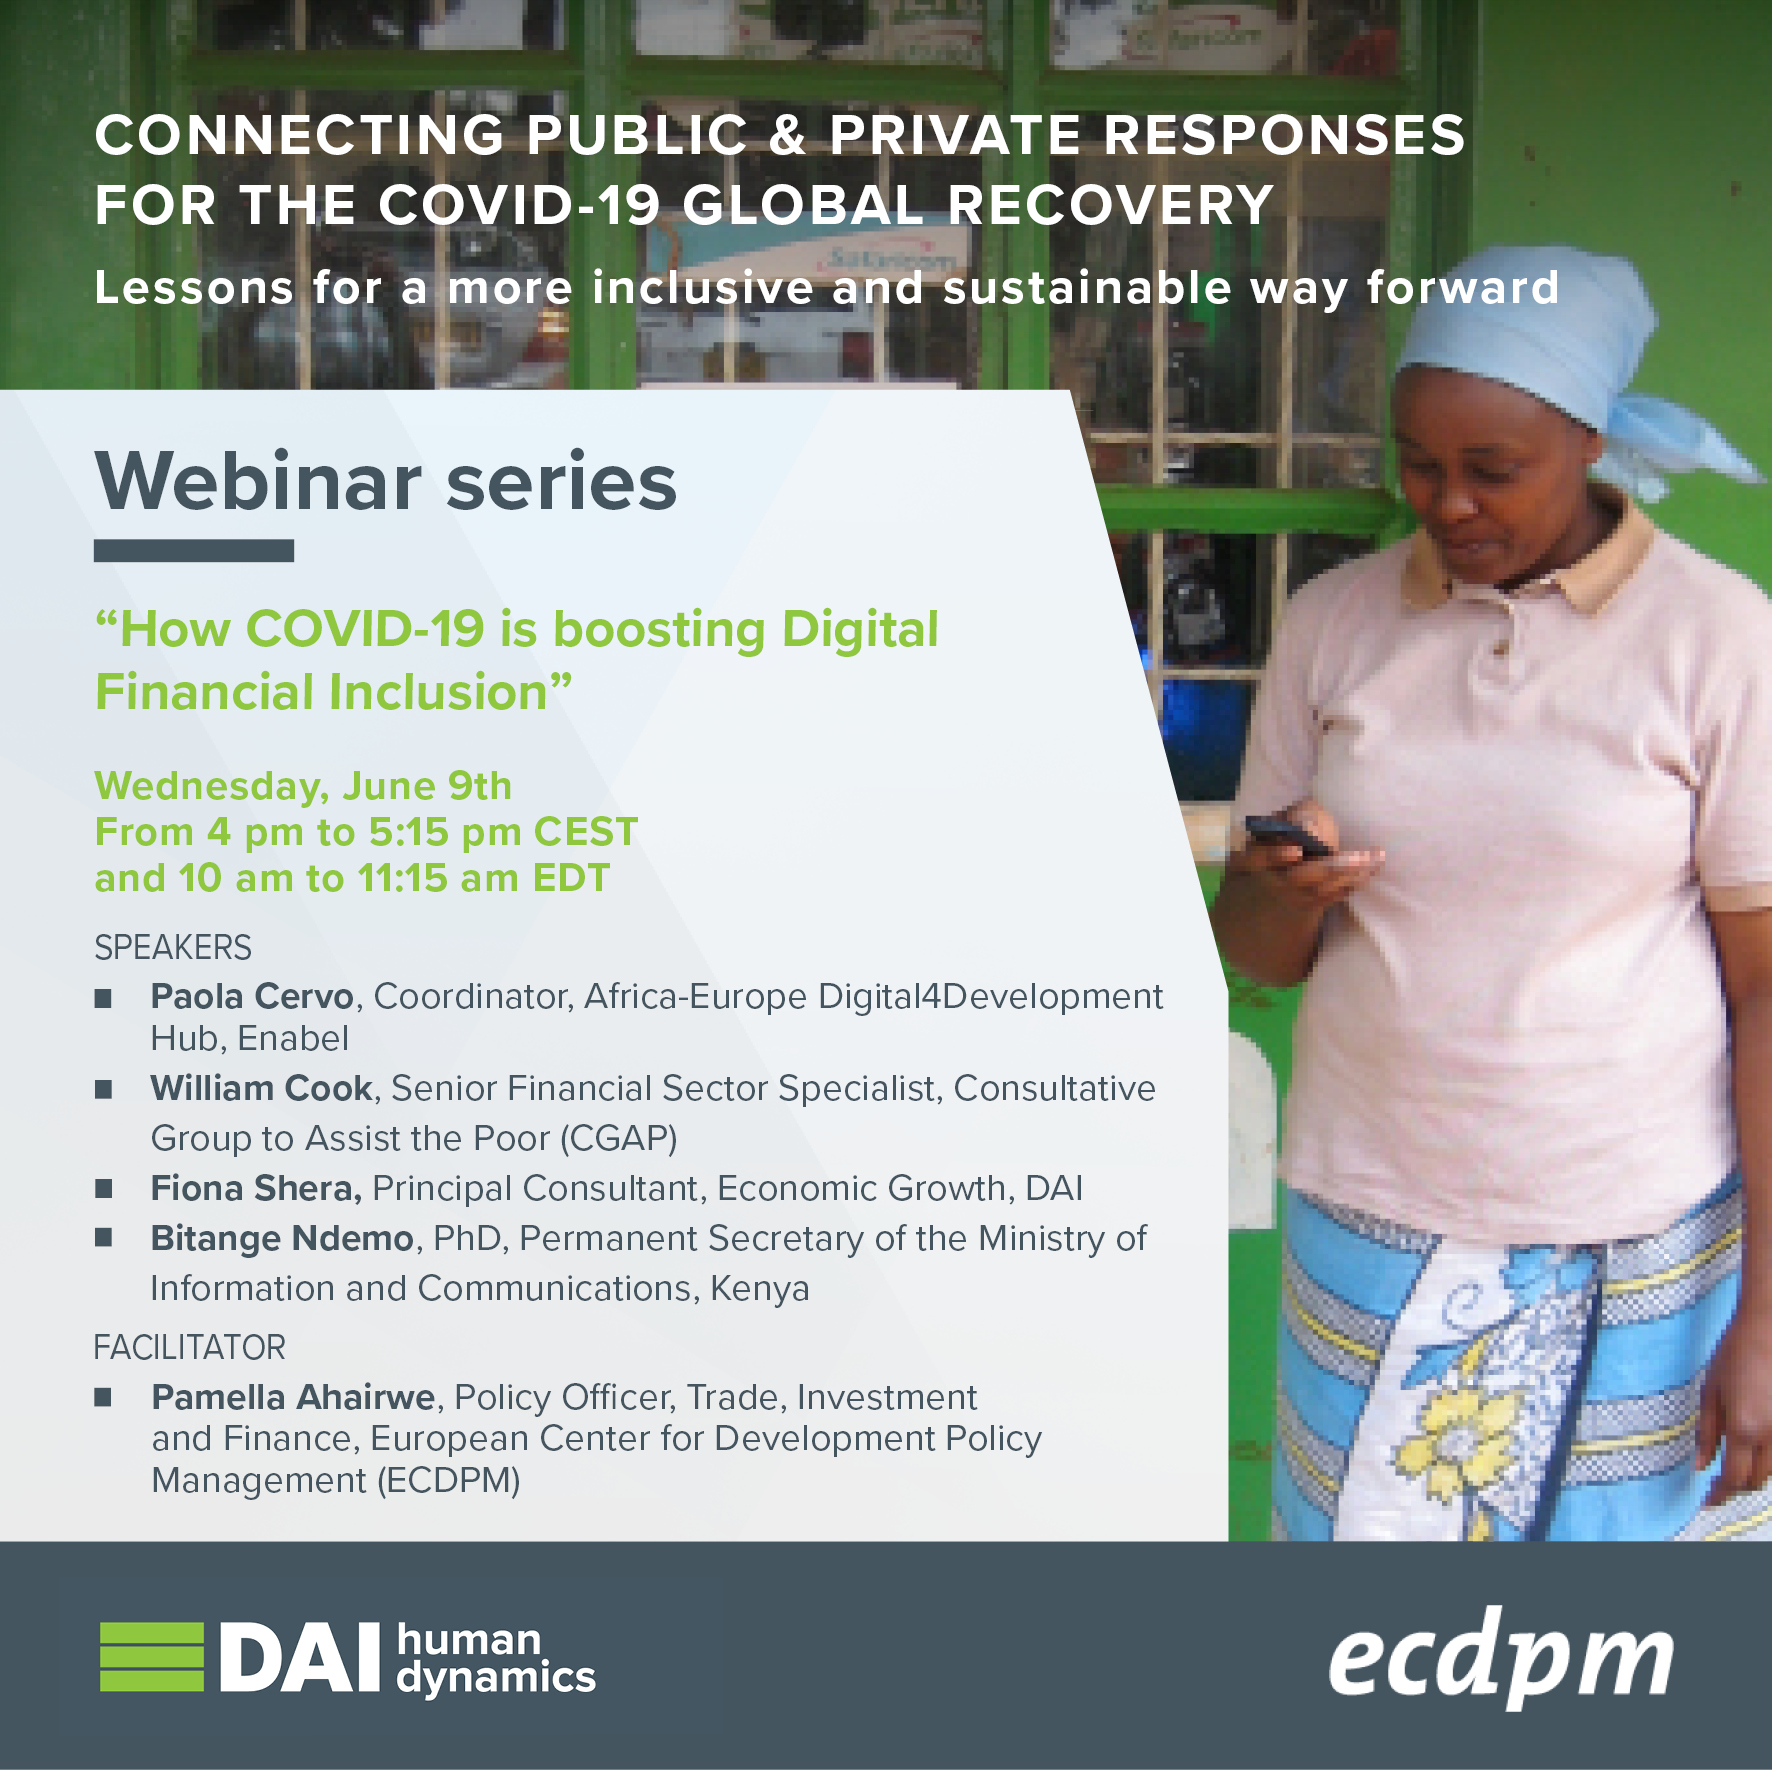 CONNECTING PUBLIC & PRIVATE RESPONSES
FOR THE COVID-19 GLOBAL RECOVERY
Safaricom
Lessons for a more inclusive and sustainable way forward
Webinar series
“How COVID-19 is boosting Digital
Financial Inclusion”
Wednesday, June 9th
From 4 pm to 5:15 pm CEST
and 10 am to 11:15 am EDT
SPEAKERS
■ Paola Cervo, Coordinator, Africa-Europe Digital4Development
Hub, Enabel
■ William Cook, Senior Financial Sector Specialist, Consultative
Group to Assist the Poor (CGAP)
■ Fiona Shera, Principal Consultant, Economic Growth, DAI
■ Bitange Ndemo, PhD, Permanent Secretary of the Ministry of
Information and Communications, Kenya
FACILITATOR
■ Pamella Ahairwe, Policy Officer, Trade, Investment
and Finance, European Center for Development Policy
Management (ECDPM)
DAI human
dynamics
ecdpm